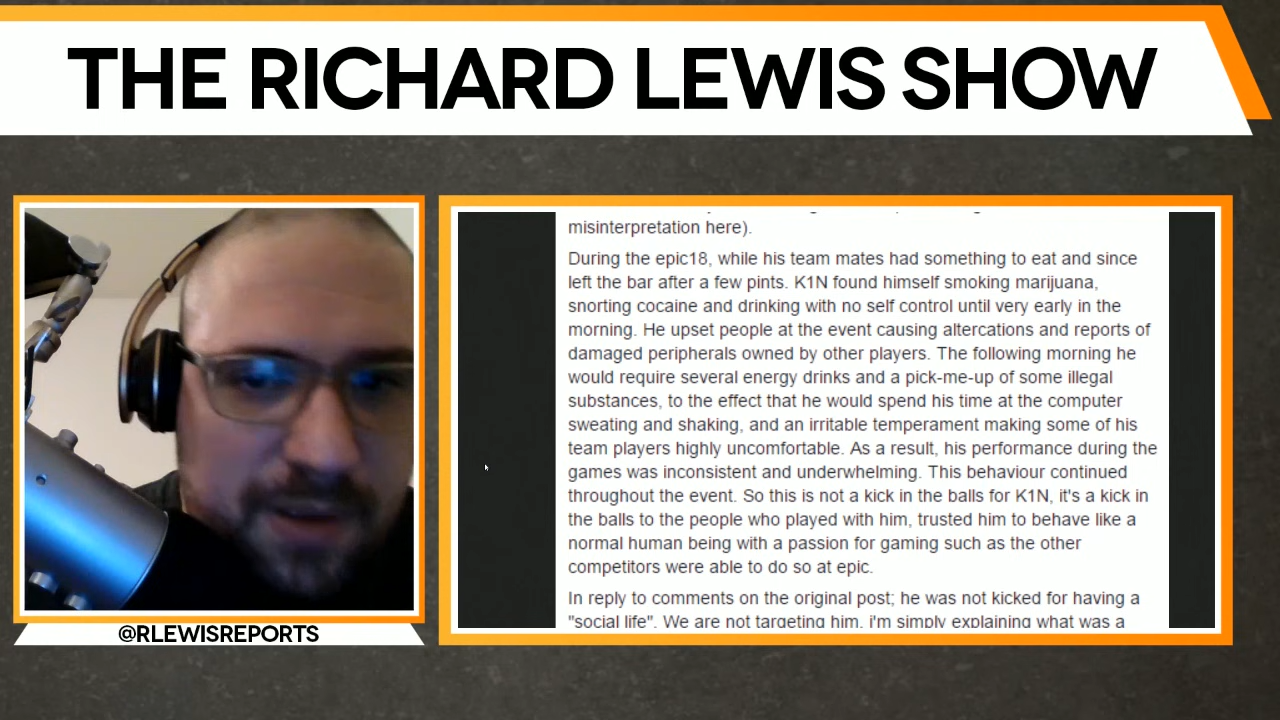 THE RICHARD LEWIS SHOW
misinterpretation here).
During the epic18, while his team mates had something to eat and since
left the bar after a few pints. K1N found himself smoking marijuana,
snorting cocaine and drinking with no self control until very early in the
morning. He upset people at the event causing altercations and reports of
damaged peripherals owned by other players. The following morning he
would require several energy drinks and a pick-me-up of some illegal
substances, to the effect that he would spend his time at the computer
sweating and shaking, and an irritable temperament making some of his
team players highly uncomfortable. As a result, his performance during the
games was inconsistent and underwhelming. This behaviour continued
throughout the event. So this is not a kick in the balls for K1N, it's a kick in
the balls to the people who played with him, trusted him to behave like a
normal human being with a passion for gaming such as the other
competitors were able to do so at epic.
In reply to comments on the original post; he was not kicked for having a
"social life". We are not targeting him, i'm simply explaining what was a
@RLEWISREPORTS